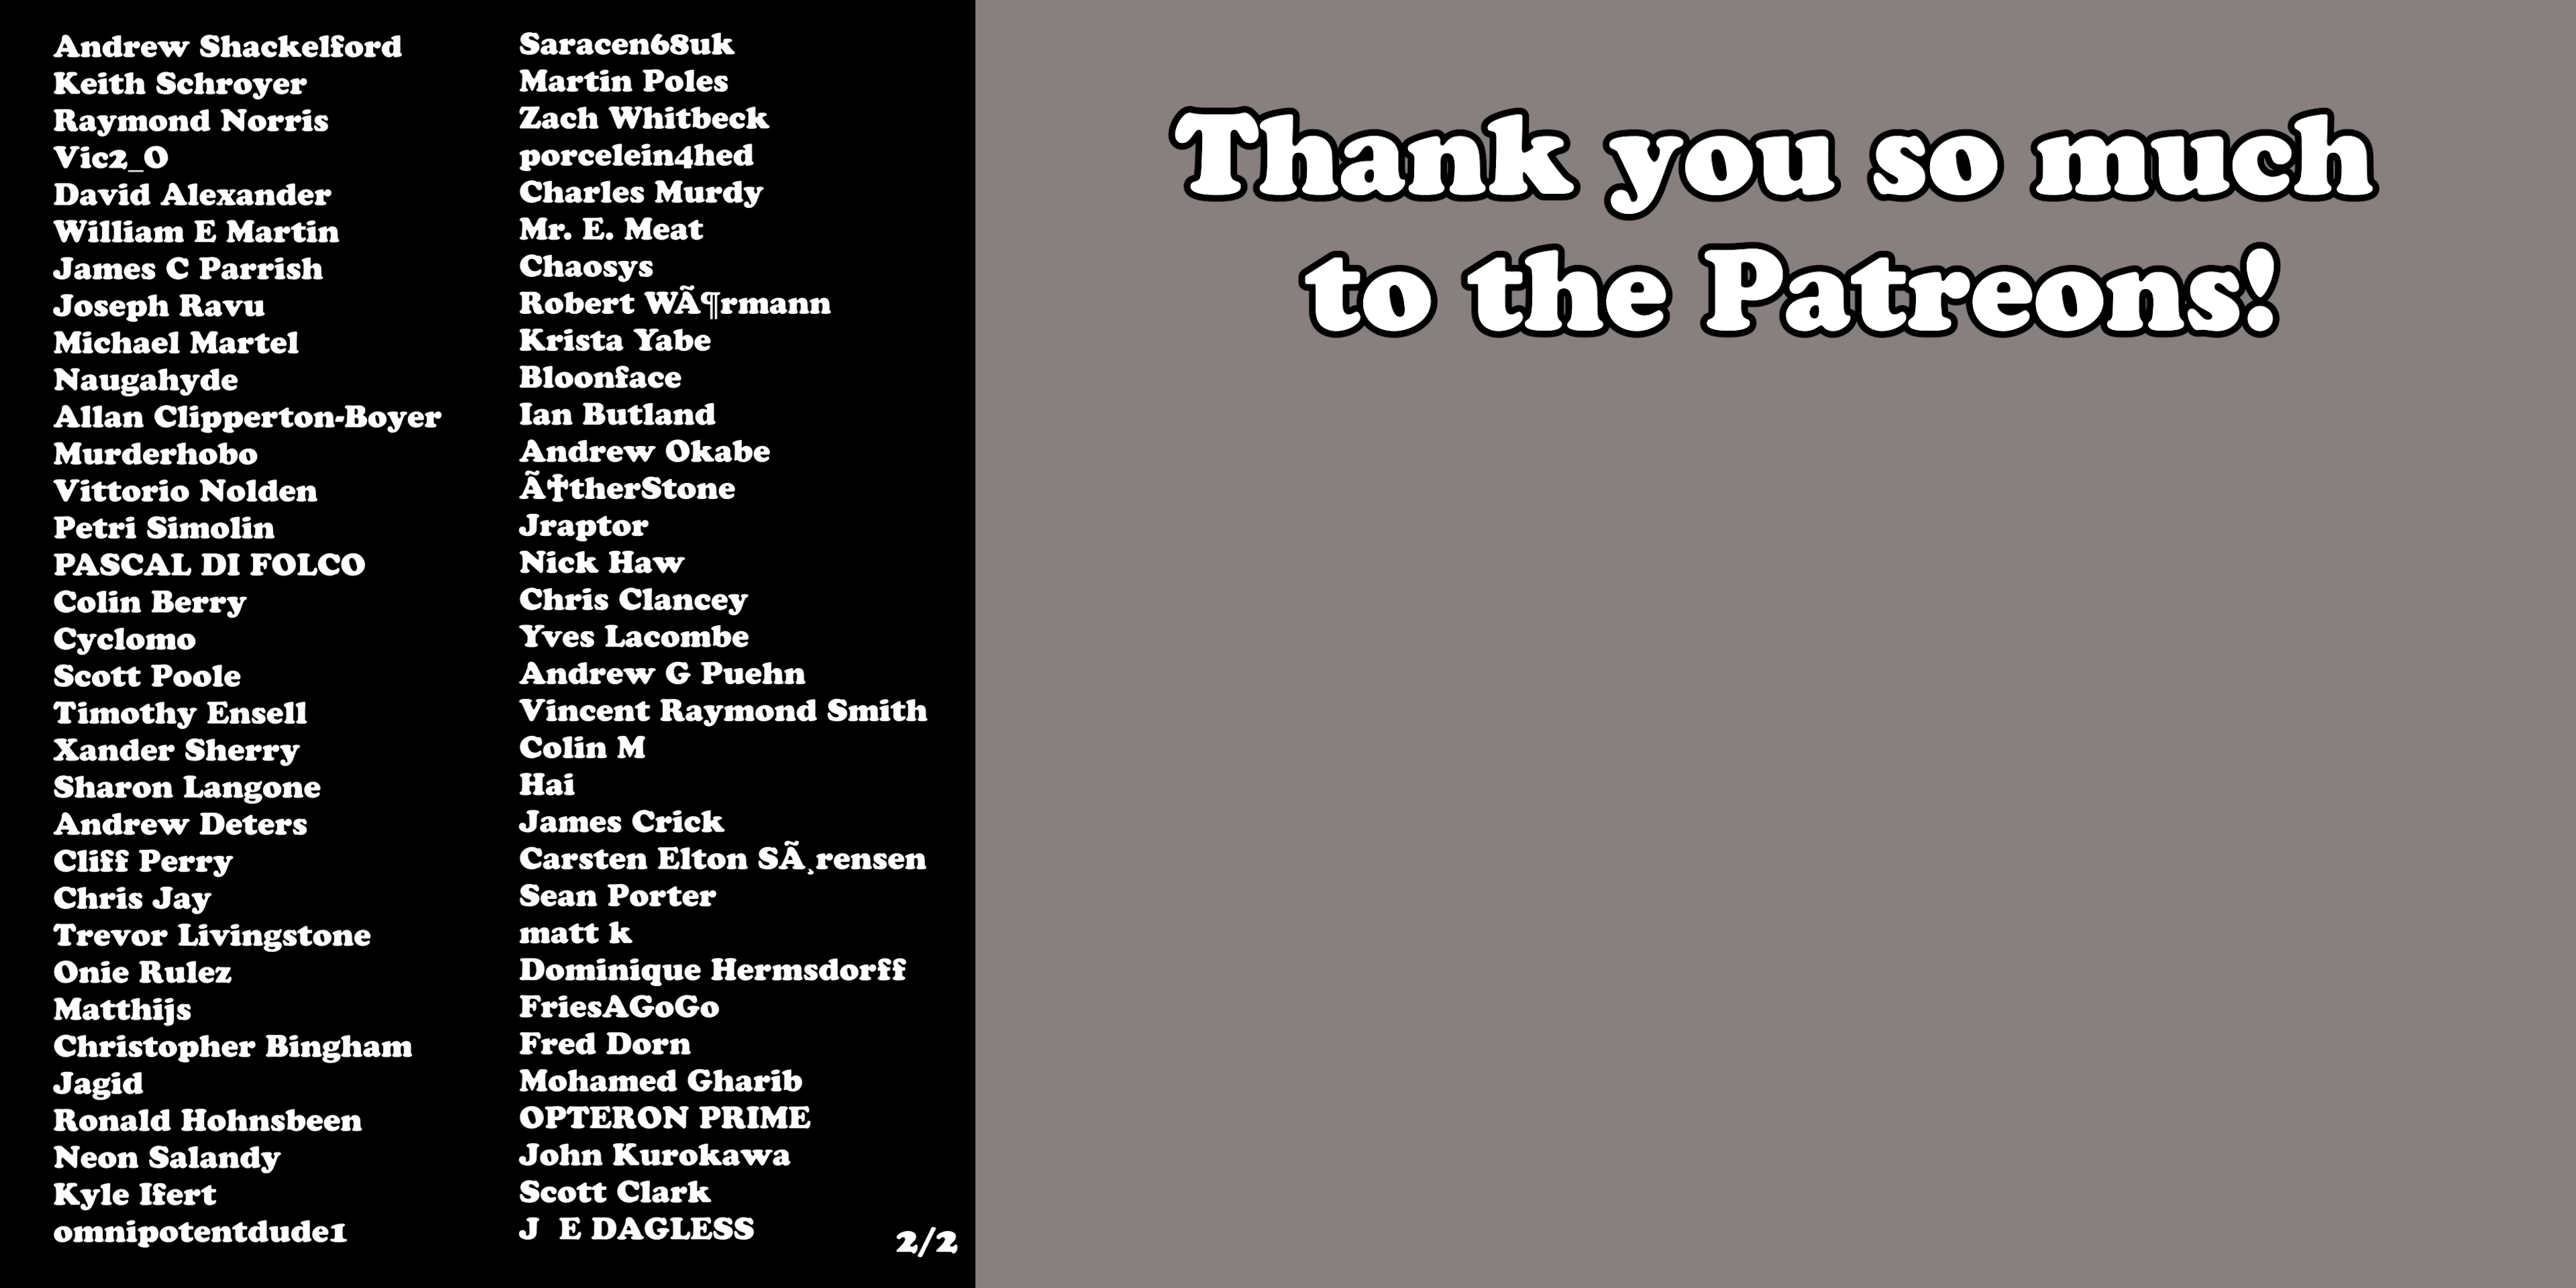 Andrew Shackelford
Keith Schroyer
Raymond Norris
Vic2_O
David Alexander
William E Martin
James C Parrish
Joseph Ravu
Michael Martel
Naugahyde
Allan Clipperton-Boyer
Murderhobo
Vittorio Nolden
Petri Simolin
PASCAL DI FOLCO
Colin Berry
Cyclomo
Scott Poole
Timothy Ensell
Xander Sherry
Sharon Langone
Andrew Deters
Cliff Perry
Chris Jay
Trevor Livingstone
Onie Rulez
Matthijs
Christopher Bingham
Jagid
Ronald Hohnsbeen
Neon Salandy
Kyle Ifert
omnipotentdude1
Saracen68uk
Martin Poles
Zach Whitbeck
porcelein4hed
Charles Murdy
Mr. E. Meat
Chaosys
Robert WÃ¶rmann
Krista Yabe
Bloonface
Ian Butland
Andrew Okabe
Ã†therStone
Jraptor
Nick Haw
Chris Clancey
Yves Lacombe
Andrew G Puehn
Vincent Raymond Smith
Colin M
Hai
James Crick
Carsten Elton SÃ¸rensen
Sean Porter
matt k
Dominique Hermsdorff
FriesAGoGo
Fred Dorn
Mohamed Gharib
OPTERON PRIME
John Kurokawa
Scott Clark
J  E DAGLESS
2/2
Thank you so much
to the Patreons!